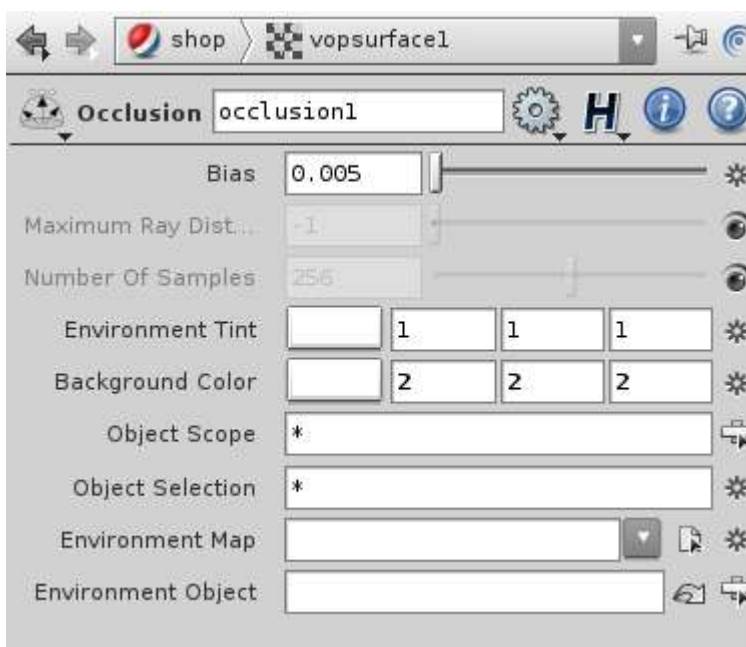 shop vopsurface1
Occlusion occlusion1
Bias 0.005
Maximum Ray Dist... -1
Number Of Samples 256
Environment Tint 1 1 1
Background Color 2 2 2
Object Scope *
Object Selection *
Environment Map
Environment Object